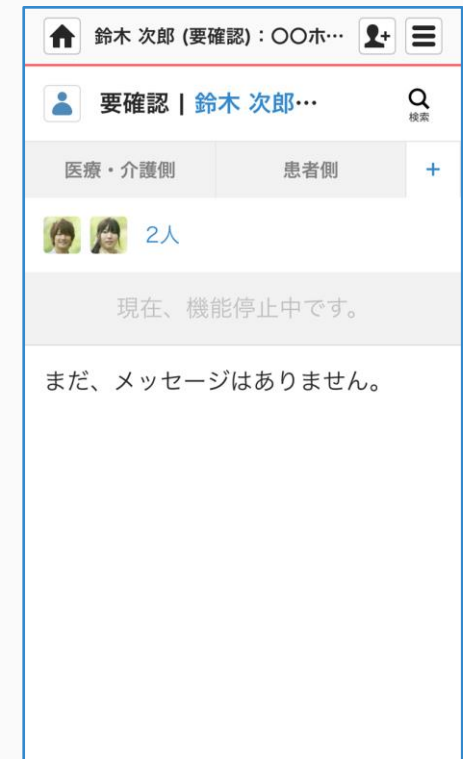 鈴木 次郎 (要確認)：〇〇ホ…
要確認 | 鈴木 次郎…
検索
医療・介護側 患者側 +
2人
現在、機能停止中です。
まだ、メッセージはありません。